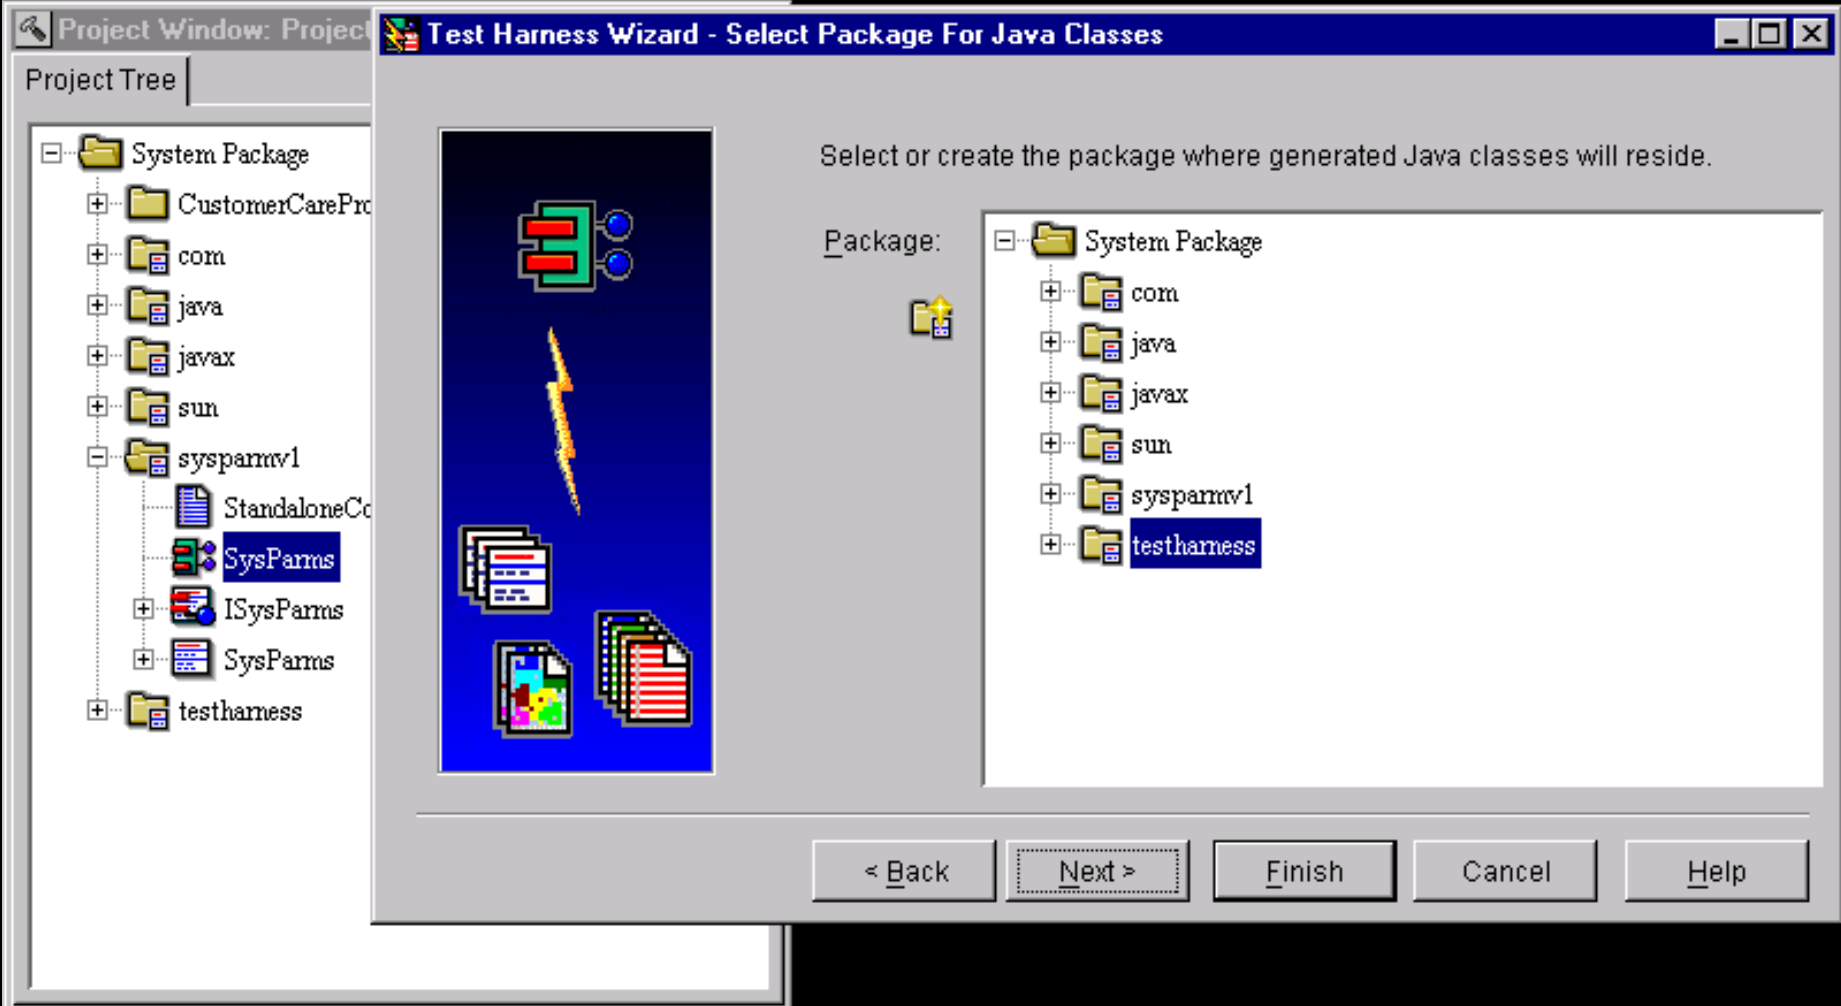 Project Window: Project
Project Tree
System Package
CustomerCarePro
com
java
javax
sun
sysparmv1
StandaloneCo
SysParms
ISysParms
SysParms
testharness
Test Harness Wizard - Select Package For Java Classes
Select or create the package where generated Java classes will reside.
Package:
System Package
com
java
javax
sun
sysparmv1
testharness
< Back
Next >
Finish
Cancel
Help